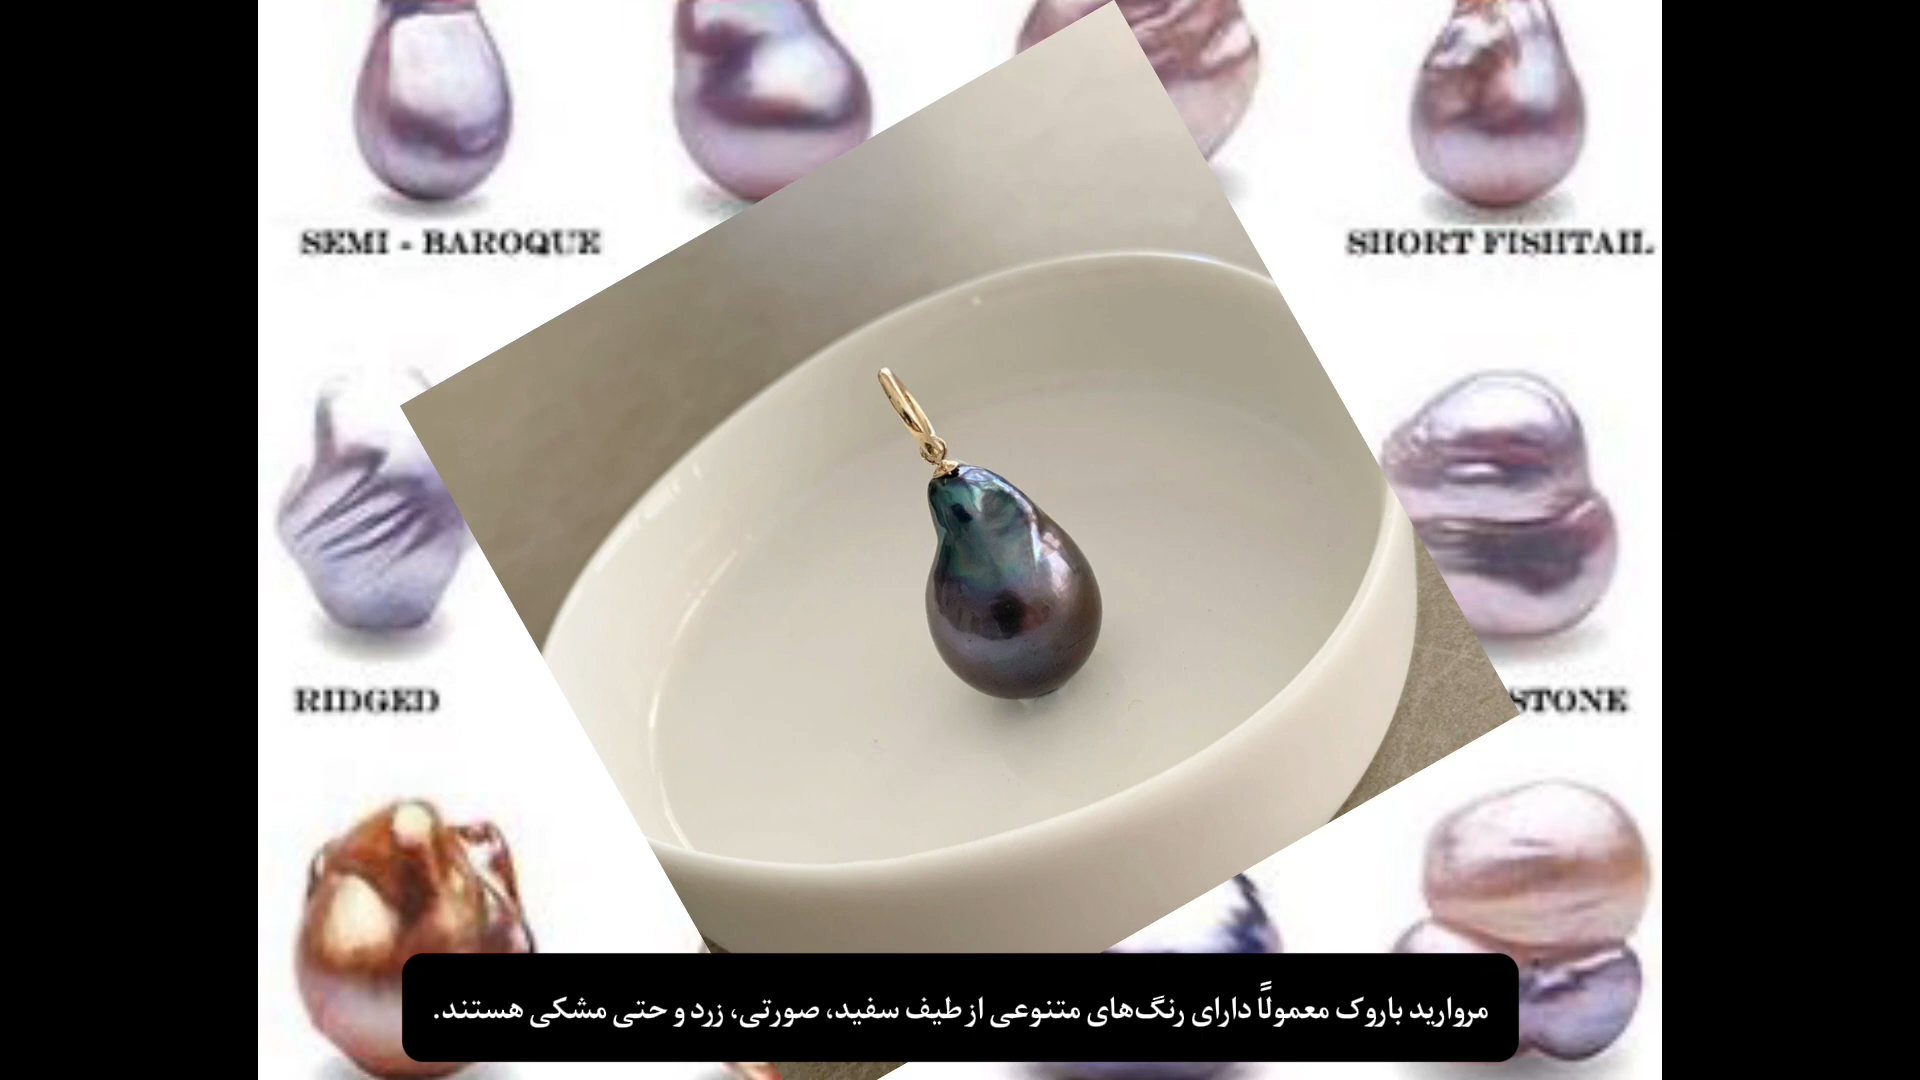 SEMI - BAROQUE
SHORT FISHTAIL
RIDGED
STONE
مروارید باروک معمولاً دارای رنگ‌های متنوعی از طیف سفید، صورتی، زرد و حتی مشکی هستند.